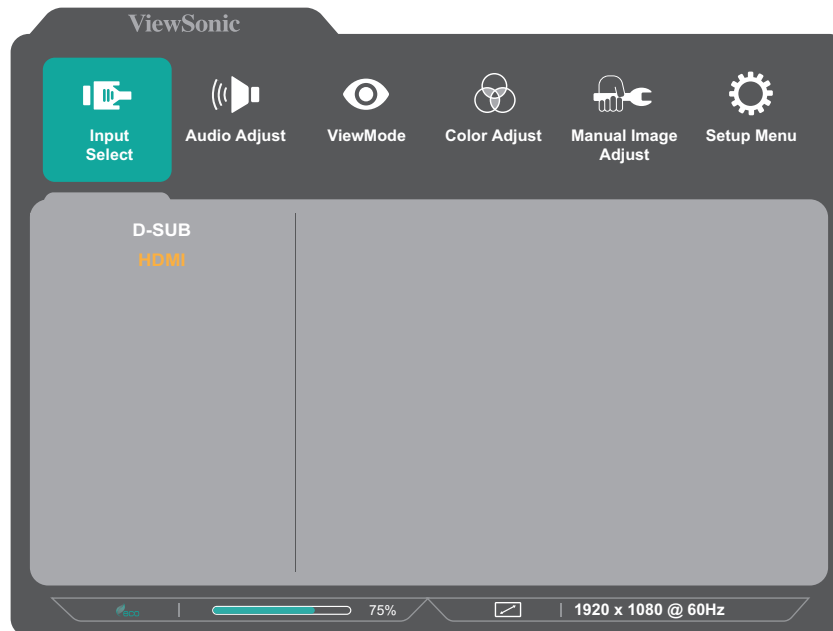 ViewSonic
Input
Select
Audio Adjust
ViewMode
Color Adjust
Manual Image
Adjust
Setup Menu
D-SUB
HDMI
eco
75%
1920 x 1080 @ 60Hz